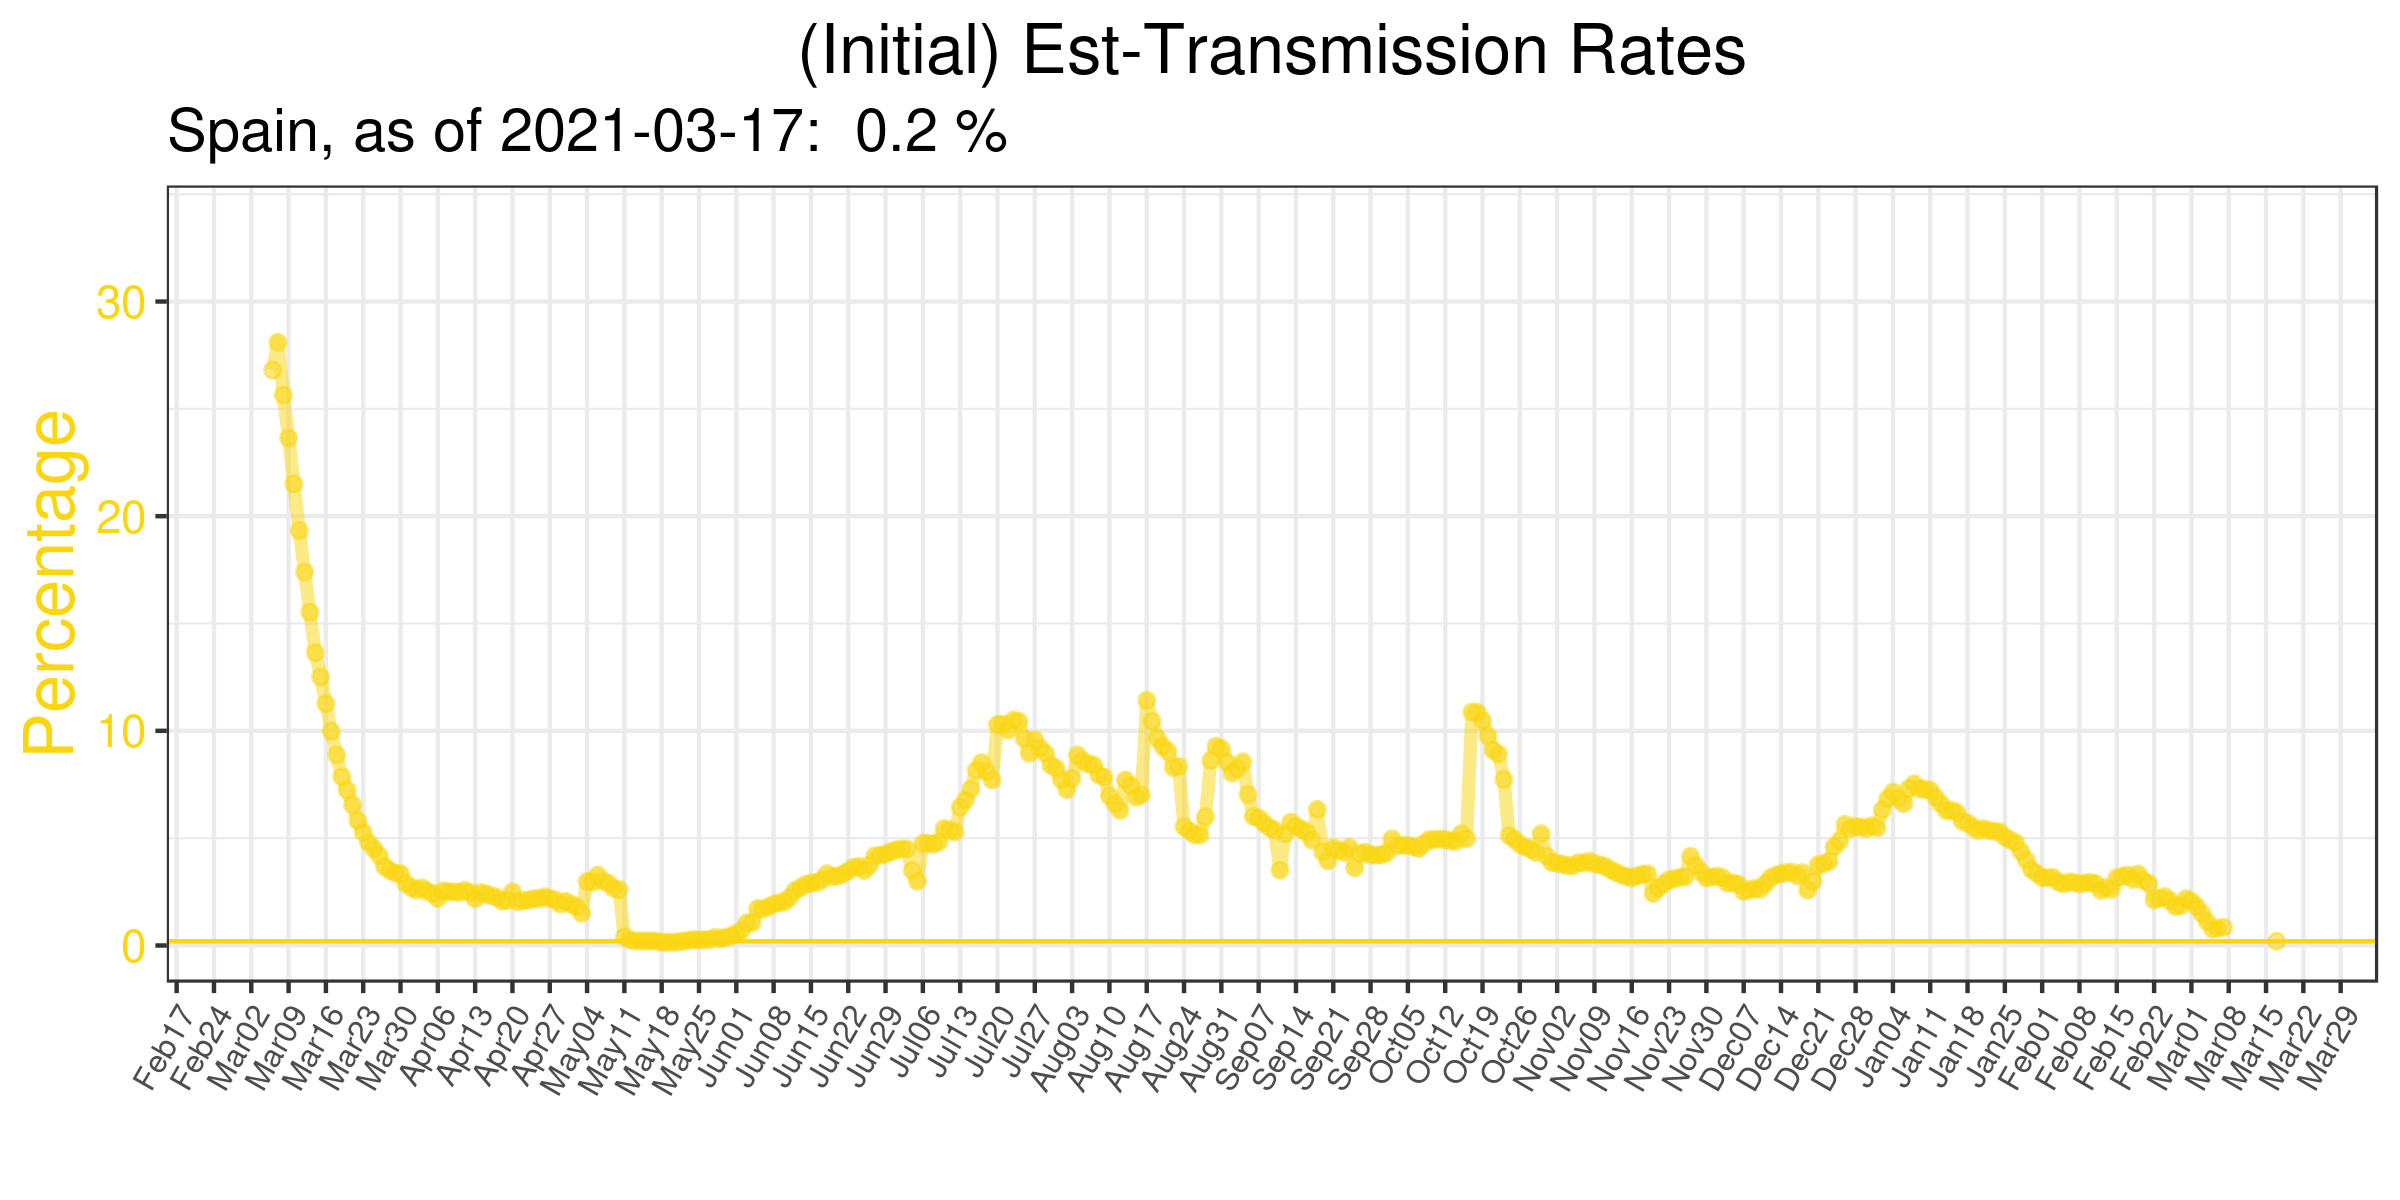 (Initial) Est-Transmission Rates
Spain, as of 2021-03-17:  0.2 %
Percentage
30
20
10
0
Feb17
Feb24
Mar02
Mar09
Mar16
Mar23
Mar30
Apr06
Apr13
Apr20
Apr27
May04
May11
May18
May25
Jun01
Jun08
Jun15
Jun22
Jun29
Jul06
Jul13
Jul20
Jul27
Aug03
Aug10
Aug17
Aug24
Aug31
Sep07
Sep14
Sep21
Sep28
Oct05
Oct12
Oct19
Oct26
Nov02
Nov09
Nov16
Nov23
Nov30
Dec07
Dec14
Dec21
Dec28
Jan04
Jan11
Jan18
Jan25
Feb01
Feb08
Feb15
Feb22
Mar01
Mar08
Mar15
Mar22
Mar29